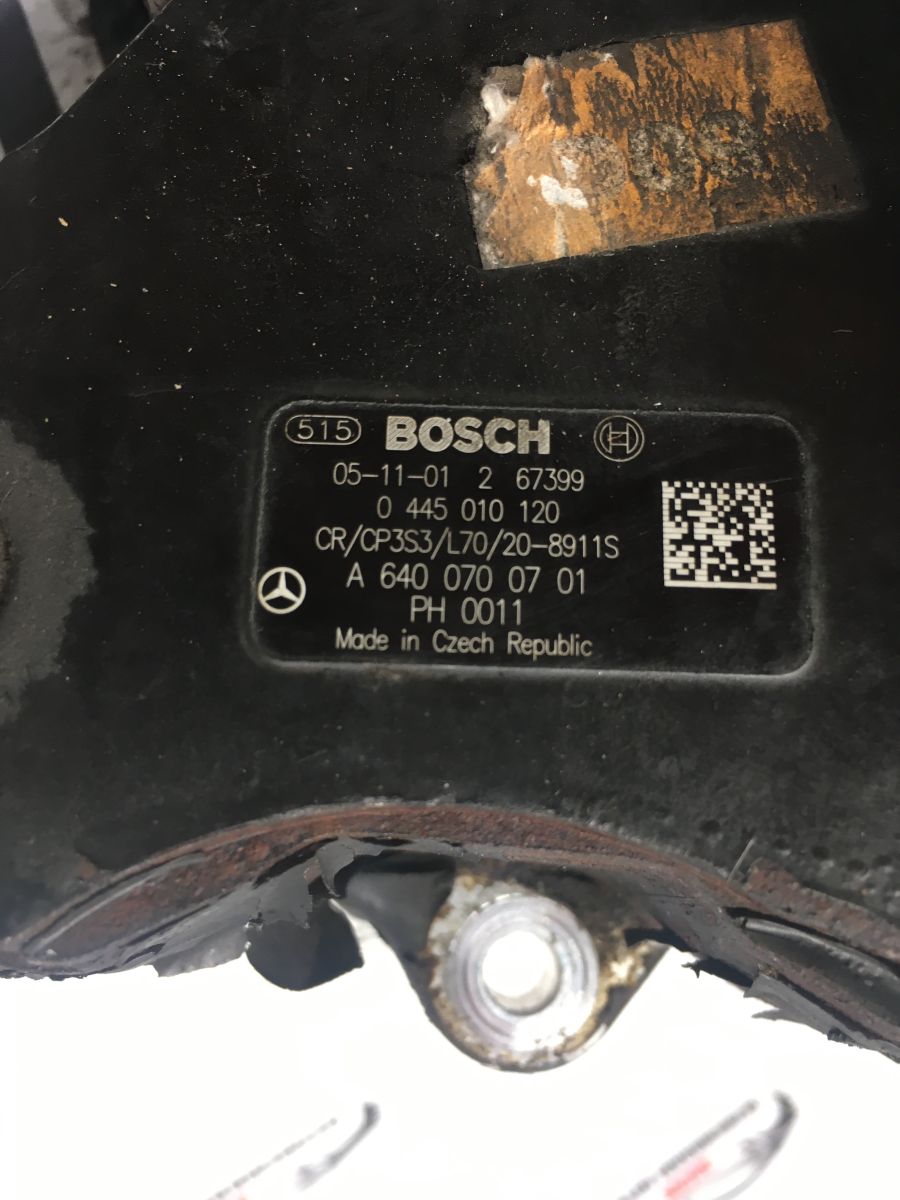 515 BOSCH
05-11-01 2 67399
0 445 010 120
CR/CP3S3/L70/20-8911S
A 640 070 07 01
PH 0011
Made in Czech Republic